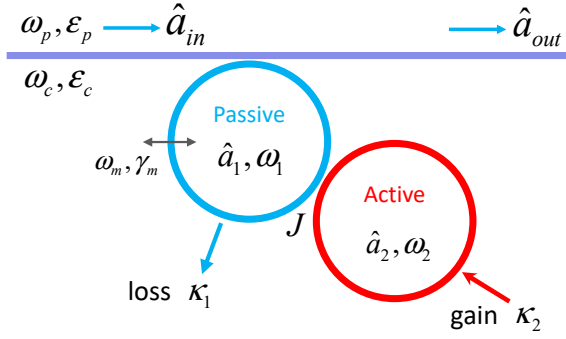 ω_p, ε_p â_in â_out
ω_c, ε_c
Passive
ω_m, γ_m â_1, ω_1
Active
J â_2, ω_2
loss κ_1
gain κ_2